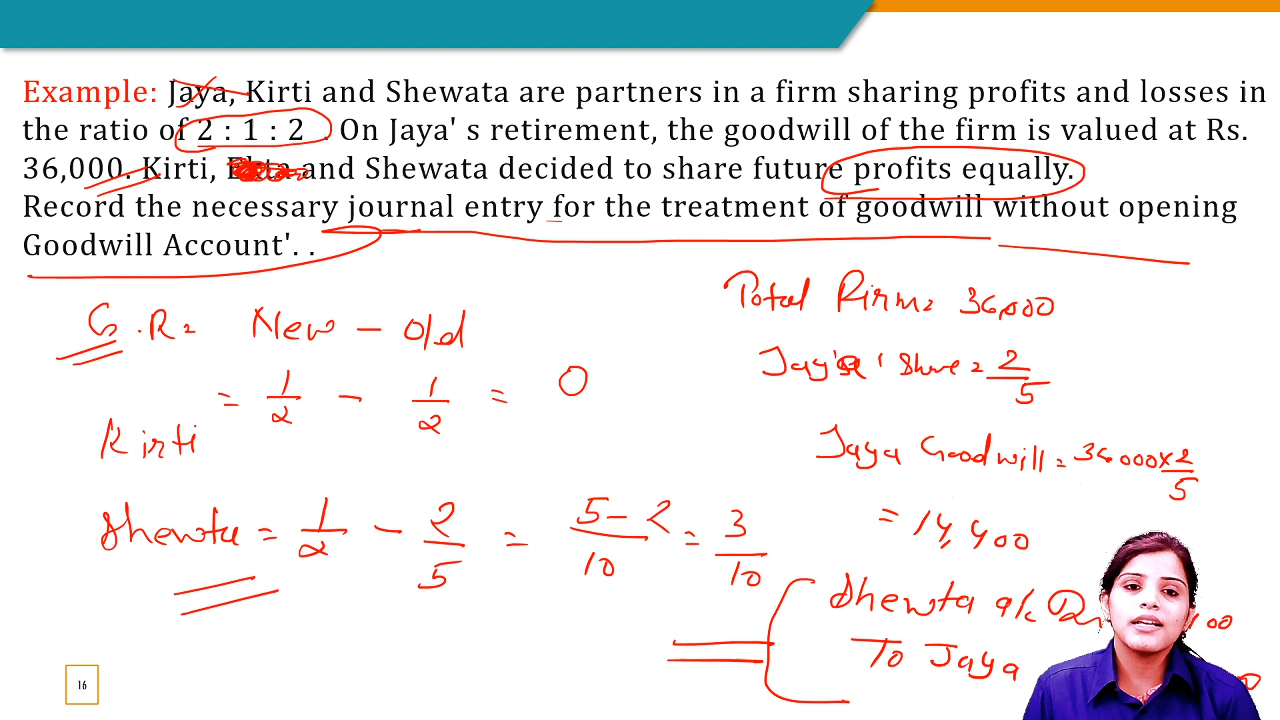 Example: Jaya, Kirti and Shewata are partners in a firm sharing profits and losses in
the ratio of 2 : 1 : 2 . On Jaya' s retirement, the goodwill of the firm is valued at Rs.
36,000. Kirti, and Shewata decided to share future profits equally.
Record the necessary journal entry for the treatment of goodwill without opening
Goodwill Account'. .
G.R= New - Old
= 1/2 - 1/2 = 0
Kirti
Shewta = 1/2 - 2/5 = 5-2/10 = 3/10
Total Firm= 36,000
Share = 2/5
Jaya Goodwill = 36000x2/5
= 14,400
Shewta a/c Dr
To Jaya
16